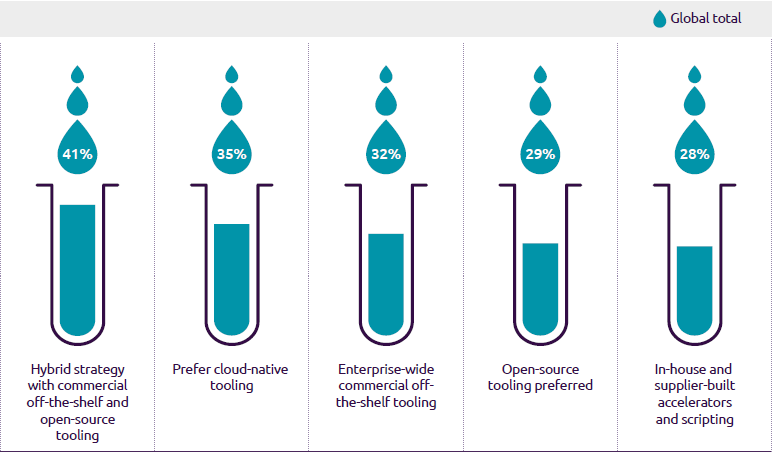 Global total
41%
35%
32%
29%
28%
Hybrid strategy
with commercial
off-the-shelf and
open-source
tooling
Prefer cloud-native
tooling
Enterprise-wide
commercial off-
the-shelf tooling
Open-source
tooling preferred
In-house and
supplier-built
accelerators
and scripting